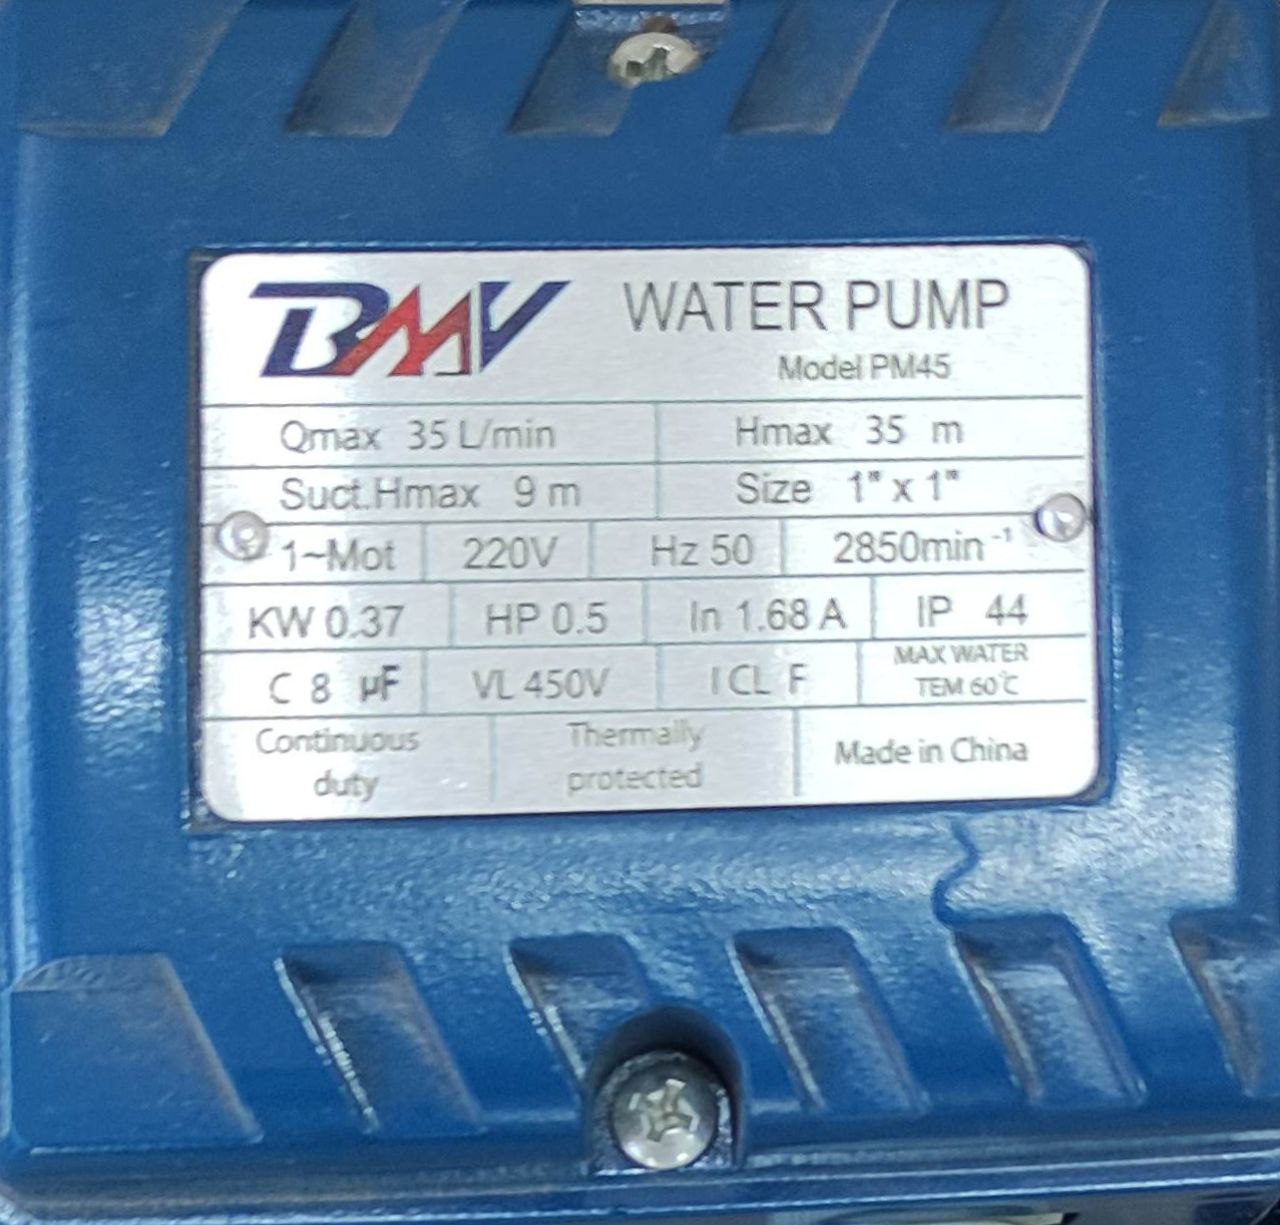 BMV WATER PUMP
Model PM45
Qmax 35 L/min Hmax 35 m
Suct.Hmax 9 m Size 1" x 1"
1~Mot 220V Hz 50 2850min⁻¹
KW 0.37 HP 0.5 In 1.68 A IP 44
C 8 µF VL 450V I CL F MAX WATER
TEM 60℃
Continuous Thermally Made in China
duty protected